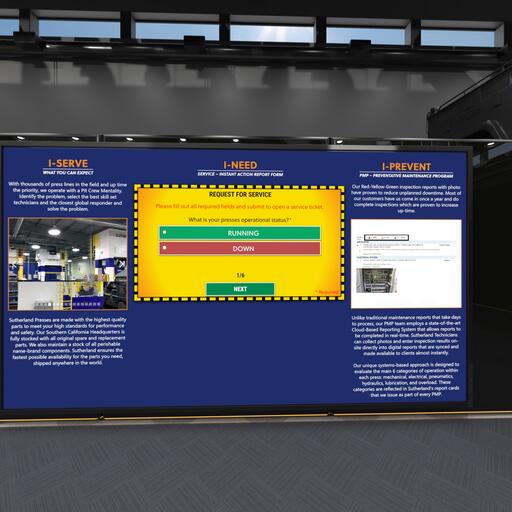 I-SERVE
WHAT YOU CAN EXPECT
With thousands of press lines in the field and up time
the priority, we operate with a Pit Crew Mentality.
Identify the problem, select the best skill set
technicians and the closest global responder and
solve the problem.
Sutherland Presses are made with the highest quality
parts to meet your high standards for performance
and safety. Our Southern California Headquarters is
fully stocked with all original spare and replacement
parts. We also maintain a stock of all perishable
name-brand components. Sutherland ensures the
fastest possible availability for the parts you need,
shipped anywhere in the world.
I-NEED
SERVICE – INSTANT ACTION REPORT FORM
REQUEST FOR SERVICE
Please fill out all required fields and submit to open a service ticket.
What is your presses operational status?*
RUNNING
DOWN
1/6
NEXT
* Required
I-PREVENT
PMP – PREVENTATIVE MAINTENANCE PROGRAM
Our Red-Yellow-Green inspection reports with photo
have proven to reduce unplanned downtime. Most of
our customers have us come in once a year and do
complete inspections which are proven to increase
up-time.
Unlike traditional maintenance reports that take days
to process, our PMP team employs a state-of-the-art
Cloud-Based Reporting System that allows reports to
be completed in real-time. Sutherland Technicians
can collect photos and enter inspection results on-
site directly into digital reports that are synced and
made available to clients almost instantly.
Our unique systems-based approach is designed to
evaluate the main 6 categories of operation within
each press: mechanical, electrical, pneumatics,
hydraulics, lubrication, and overload. These
categories are reflected in Sutherland's report cards
that we issue as part of every PMP.